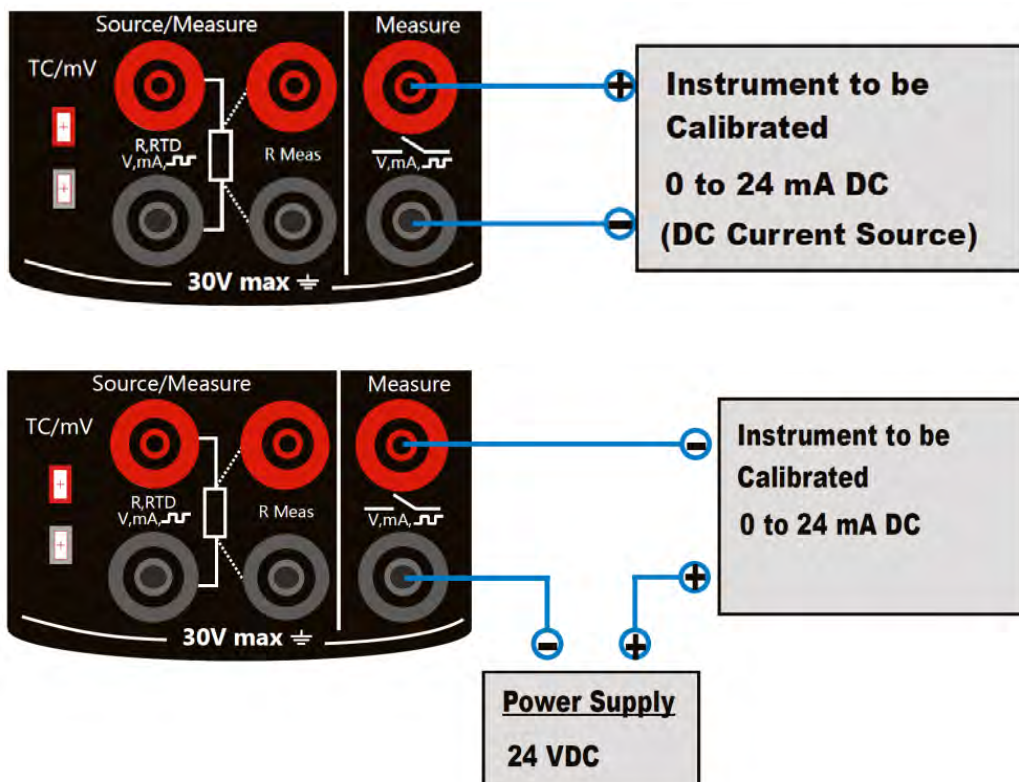 Source/Measure
Measure
TC/mV
R,RTD
V,mA,
R Meas
V,mA,
30V max
+
-
Instrument to be
Calibrated
0 to 24 mA DC
(DC Current Source)
Source/Measure
Measure
TC/mV
R,RTD
V,mA,
R Meas
V,mA,
30V max
-
+
Instrument to be
Calibrated
0 to 24 mA DC
-
+
Power Supply
24 VDC